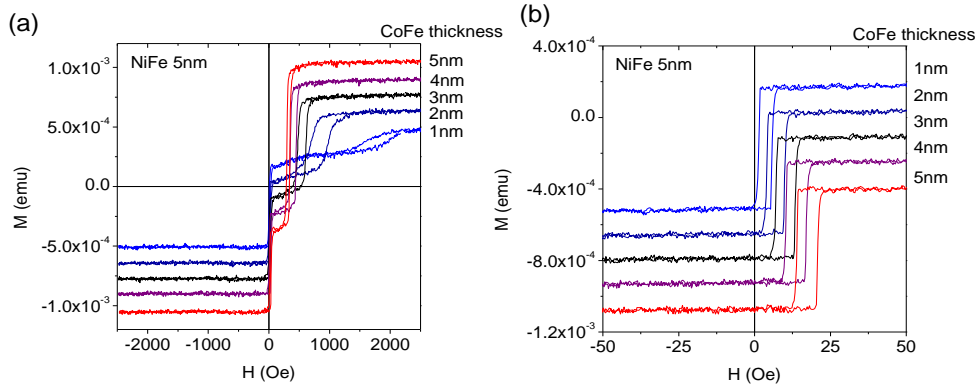 (a)
CoFe thickness
NiFe 5nm
5nm
4nm
3nm
2nm
1nm
1.0x10⁻³
5.0x10⁻⁴
0.0
-5.0x10⁻⁴
-1.0x10⁻³
M (emu)
-2000 -1000 0 1000 2000
H (Oe)
(b)
CoFe thickness
NiFe 5nm
1nm
2nm
3nm
4nm
5nm
4.0x10⁻⁴
0.0
-4.0x10⁻⁴
-8.0x10⁻⁴
-1.2x10⁻³
M (emu)
-50 -25 0 25 50
H (Oe)